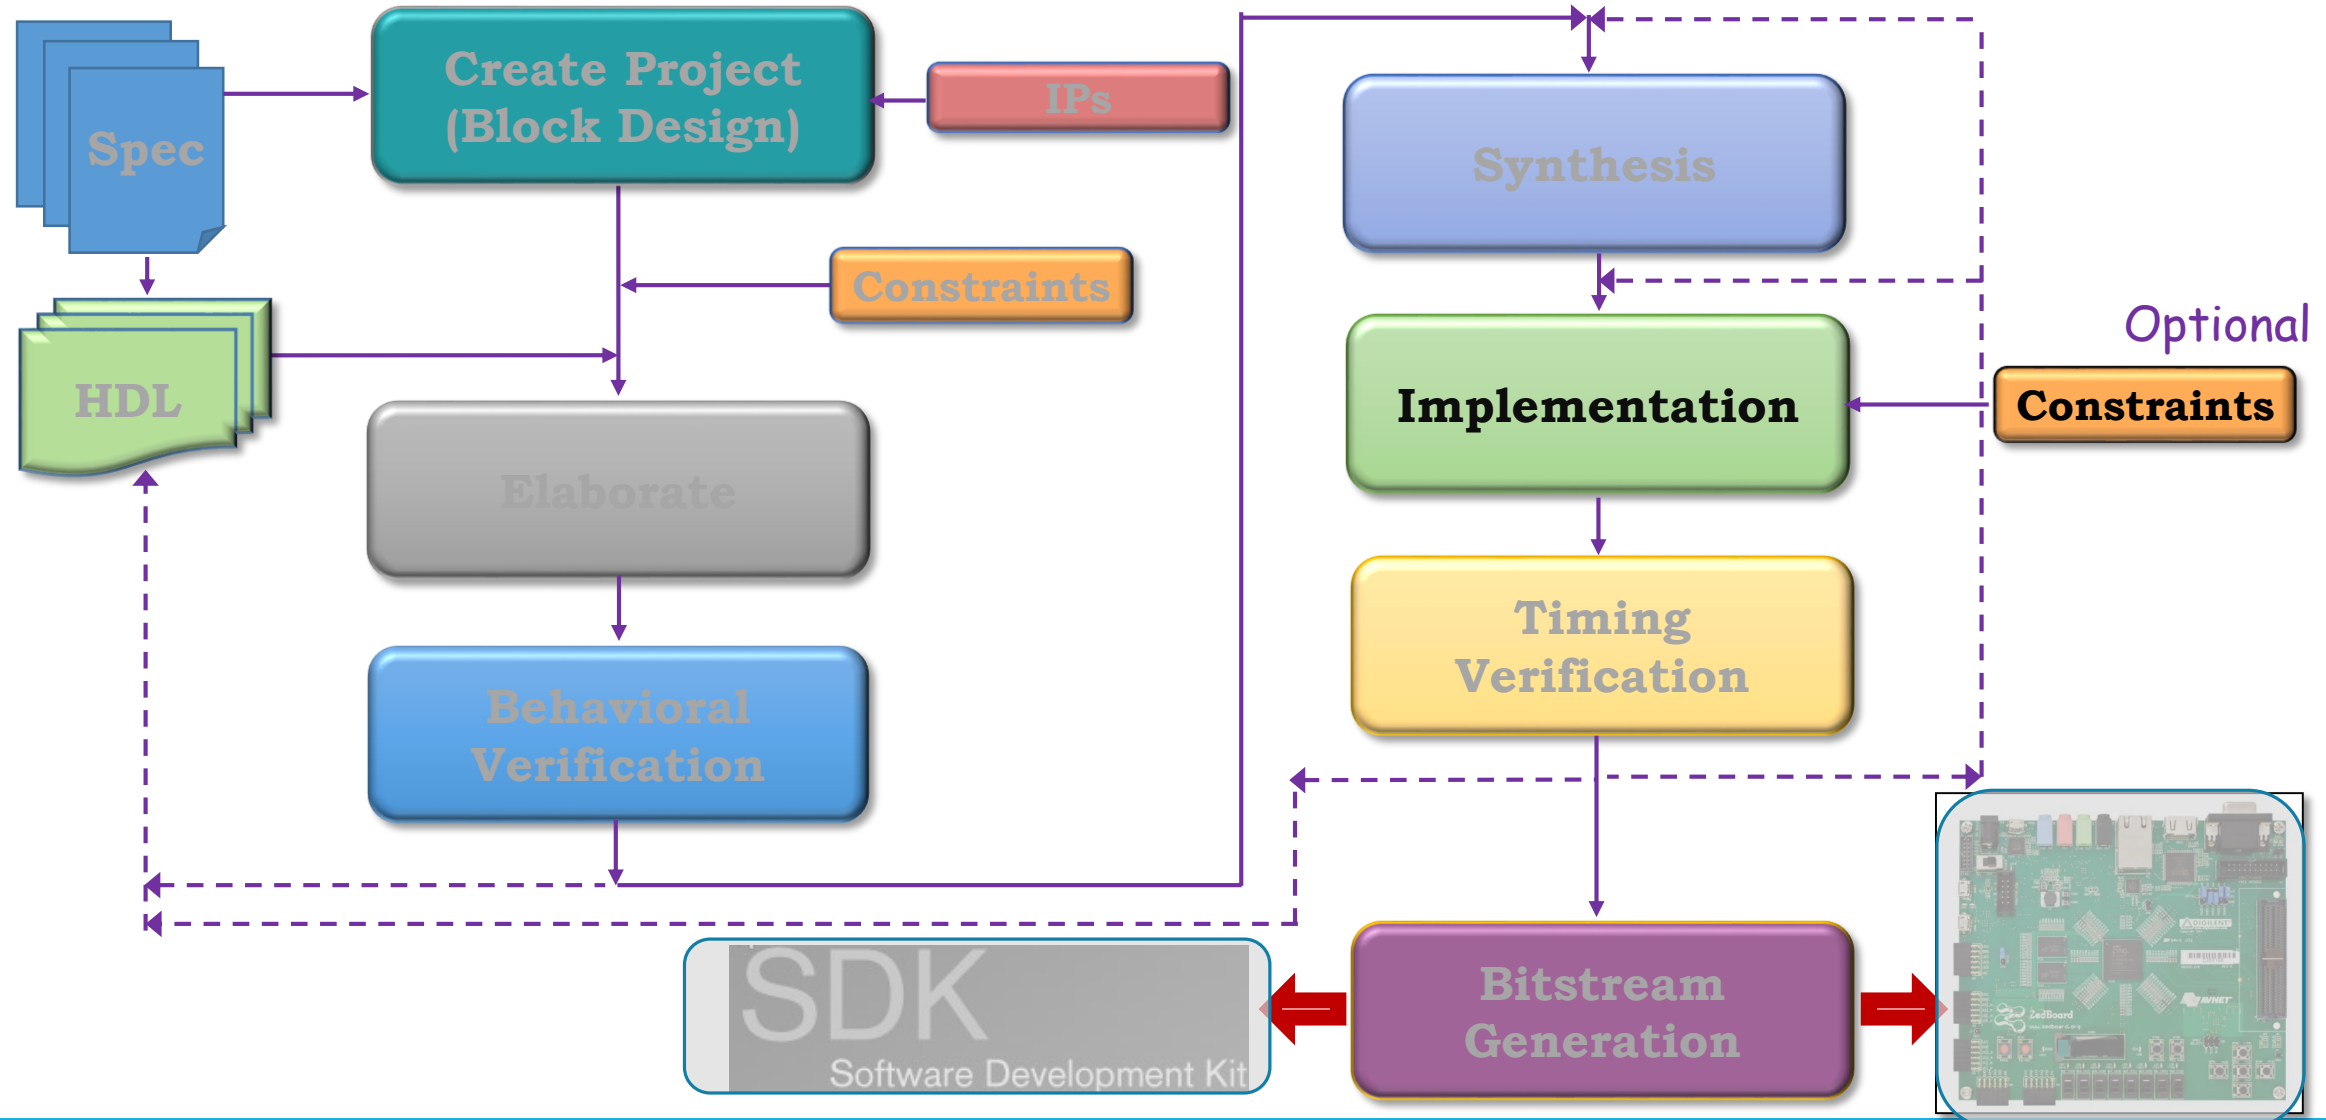 Spec
Create Project
(Block Design)
IPs
Constraints
HDL
Elaborate
Behavioral
Verification
Synthesis
Optional
Implementation
Constraints
Timing
Verification
Bitstream
Generation
SDK
Software Development Kit
DIGILENT
AVNET
ZedBoard